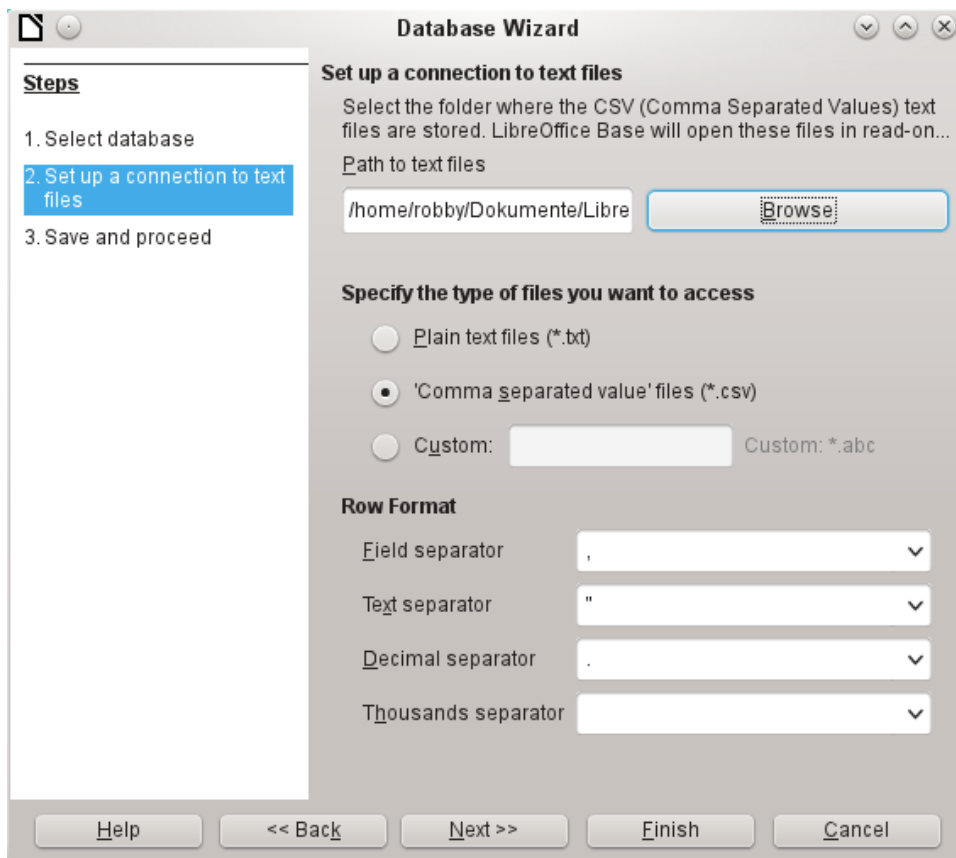 Database Wizard
Steps
1. Select database
2. Set up a connection to text
files
3. Save and proceed
Set up a connection to text files
Select the folder where the CSV (Comma Separated Values) text
files are stored. LibreOffice Base will open these files in read-on...
Path to text files
/home/robby/Dokumente/Libre
Browse
Specify the type of files you want to access
Plain text files (*.txt)
'Comma separated value' files (*.csv)
Custom:
Custom: *.abc
Row Format
Field separator
,
Text separator
"
Decimal separator
.
Thousands separator
Help
<< Back
Next >>
Finish
Cancel